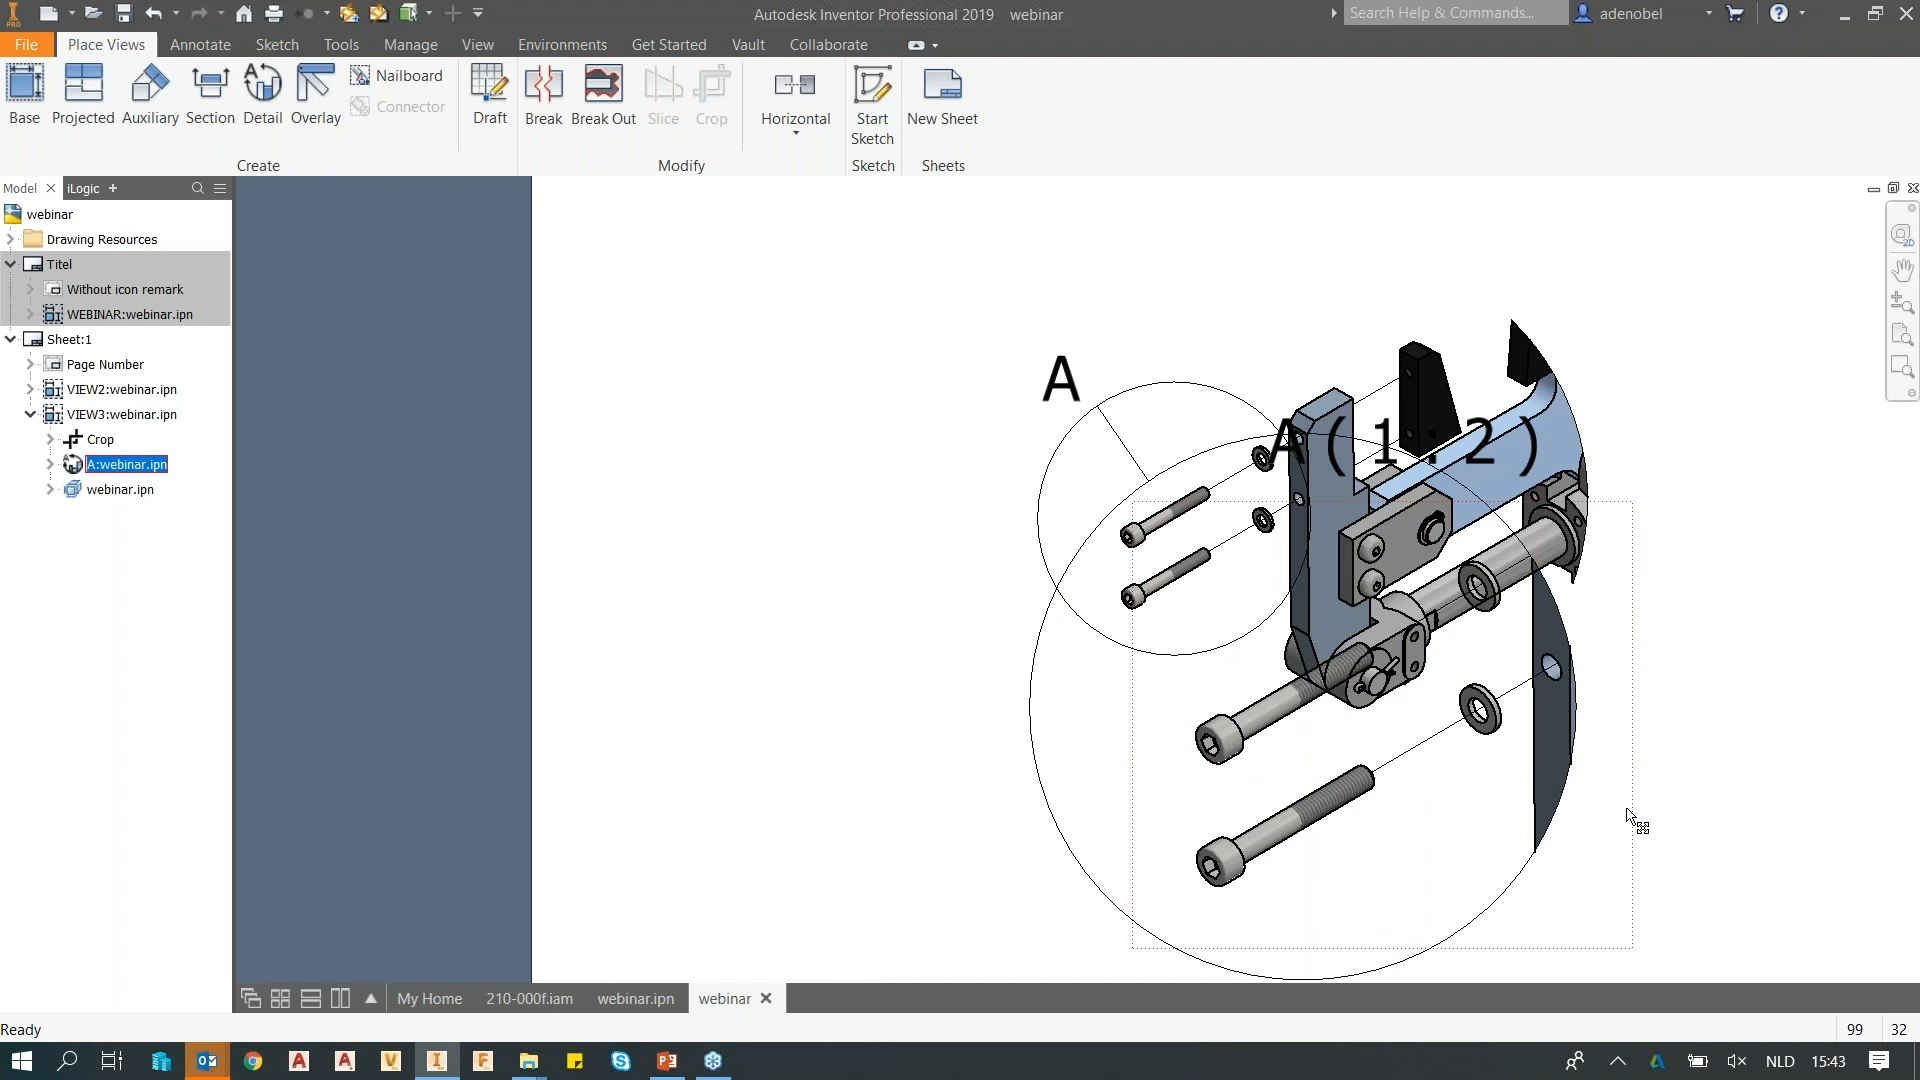 Autodesk Inventor Professional 2019 webinar
Search Help & Commands...
adenobel
File Place Views Annotate Sketch Tools Manage View Environments Get Started Vault Collaborate
PRO
Base Projected Auxiliary Section Detail Overlay
Nailboard
Connector
Draft
Break Break Out Slice Crop
Horizontal
Start Sketch
New Sheet
Create Modify Sketch Sheets
Model iLogic
webinar
Drawing Resources
Titel
Without icon remark
WEBINAR:webinar.ipn
Sheet:1
Page Number
VIEW2:webinar.ipn
VIEW3:webinar.ipn
Crop
A:webinar.ipn
webinar.ipn
A
A ( 1 : 2 )
2D
My Home 210-000f.iam webinar.ipn webinar
Ready 99 32
NLD 15:43